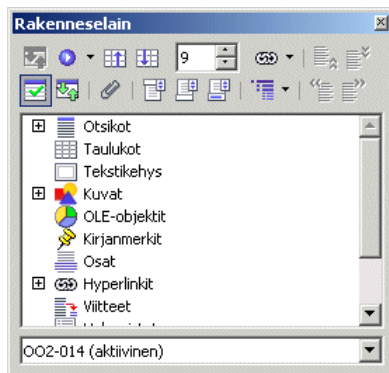 Rakenneselain
9
Otsikot
Taulukot
Tekstikehys
Kuvat
OLE-objektit
Kirjanmerkit
Osat
Hyperlinkit
Viitteet
OO2-014 (aktiivinen)